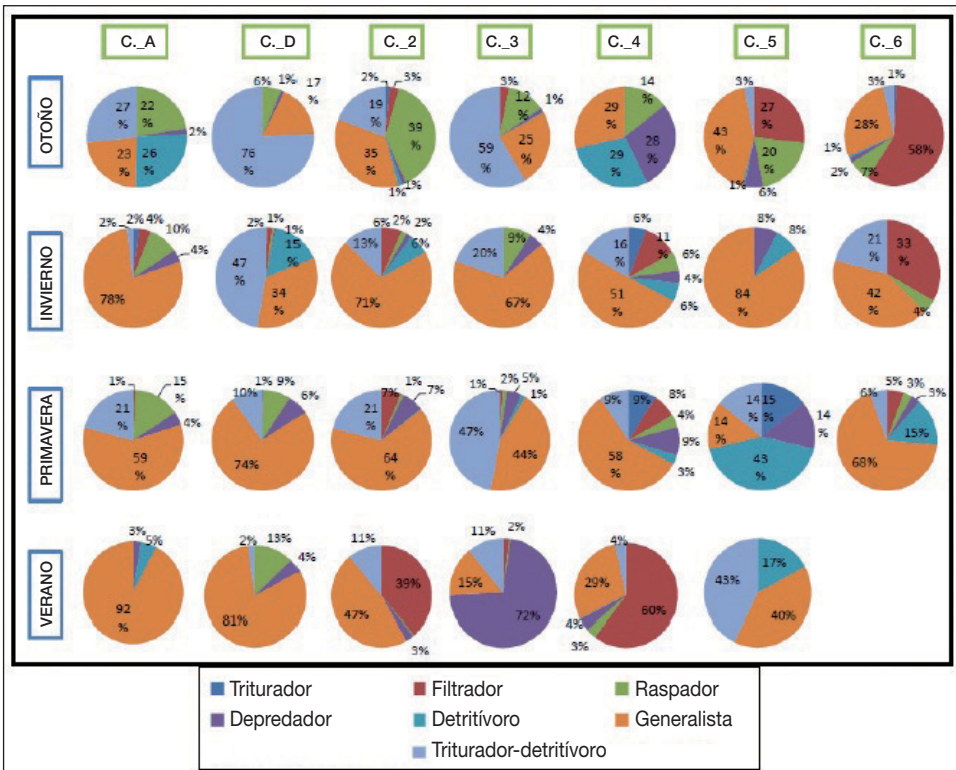 C._A C._D C._2 C._3 C._4 C._5 C._6
OTOÑO
27 % 22 % 2% 26 % 23 %
6% 1% 17 % 76 %
2% 3% 39 % 1% 1% 35 % 19 %
3% 12 % 1% 25 % 59 %
14 % 28 % 29 % 29 %
3% 27 % 20 % 6% 1% 43 %
3% 1% 58% 7% 2% 1% 28%
INVIERNO
2% 2% 4% 10% 4% 78%
2% 1% 1% 15 % 34 % 47 %
6% 2% 2% 6% 71% 13%
9% 4% 67% 20%
6% 11 % 6% 4% 6% 51 % 16 %
8% 8% 84 %
33 % 4% 42 % 21 %
PRIMAVERA
1% 15 % 4% 59 % 21 %
10% 1% 9% 6% 74%
7% 1% 7% 64 % 21 %
1% 2% 5% 1% 44% 47%
9% 9% 8% 4% 9% 3% 58 %
14 % 15 % 14 % 43 % 14 %
6% 5% 3% 3% 15% 68%
VERANO
3% 5% 92 %
2% 13% 4% 81%
11% 39% 3% 47%
11% 2% 72% 15%
4% 60% 3% 4% 29%
17% 40% 43%
Triturador Filtrador Raspador
Depredador Detritívoro Generalista
Triturador-detritívoro